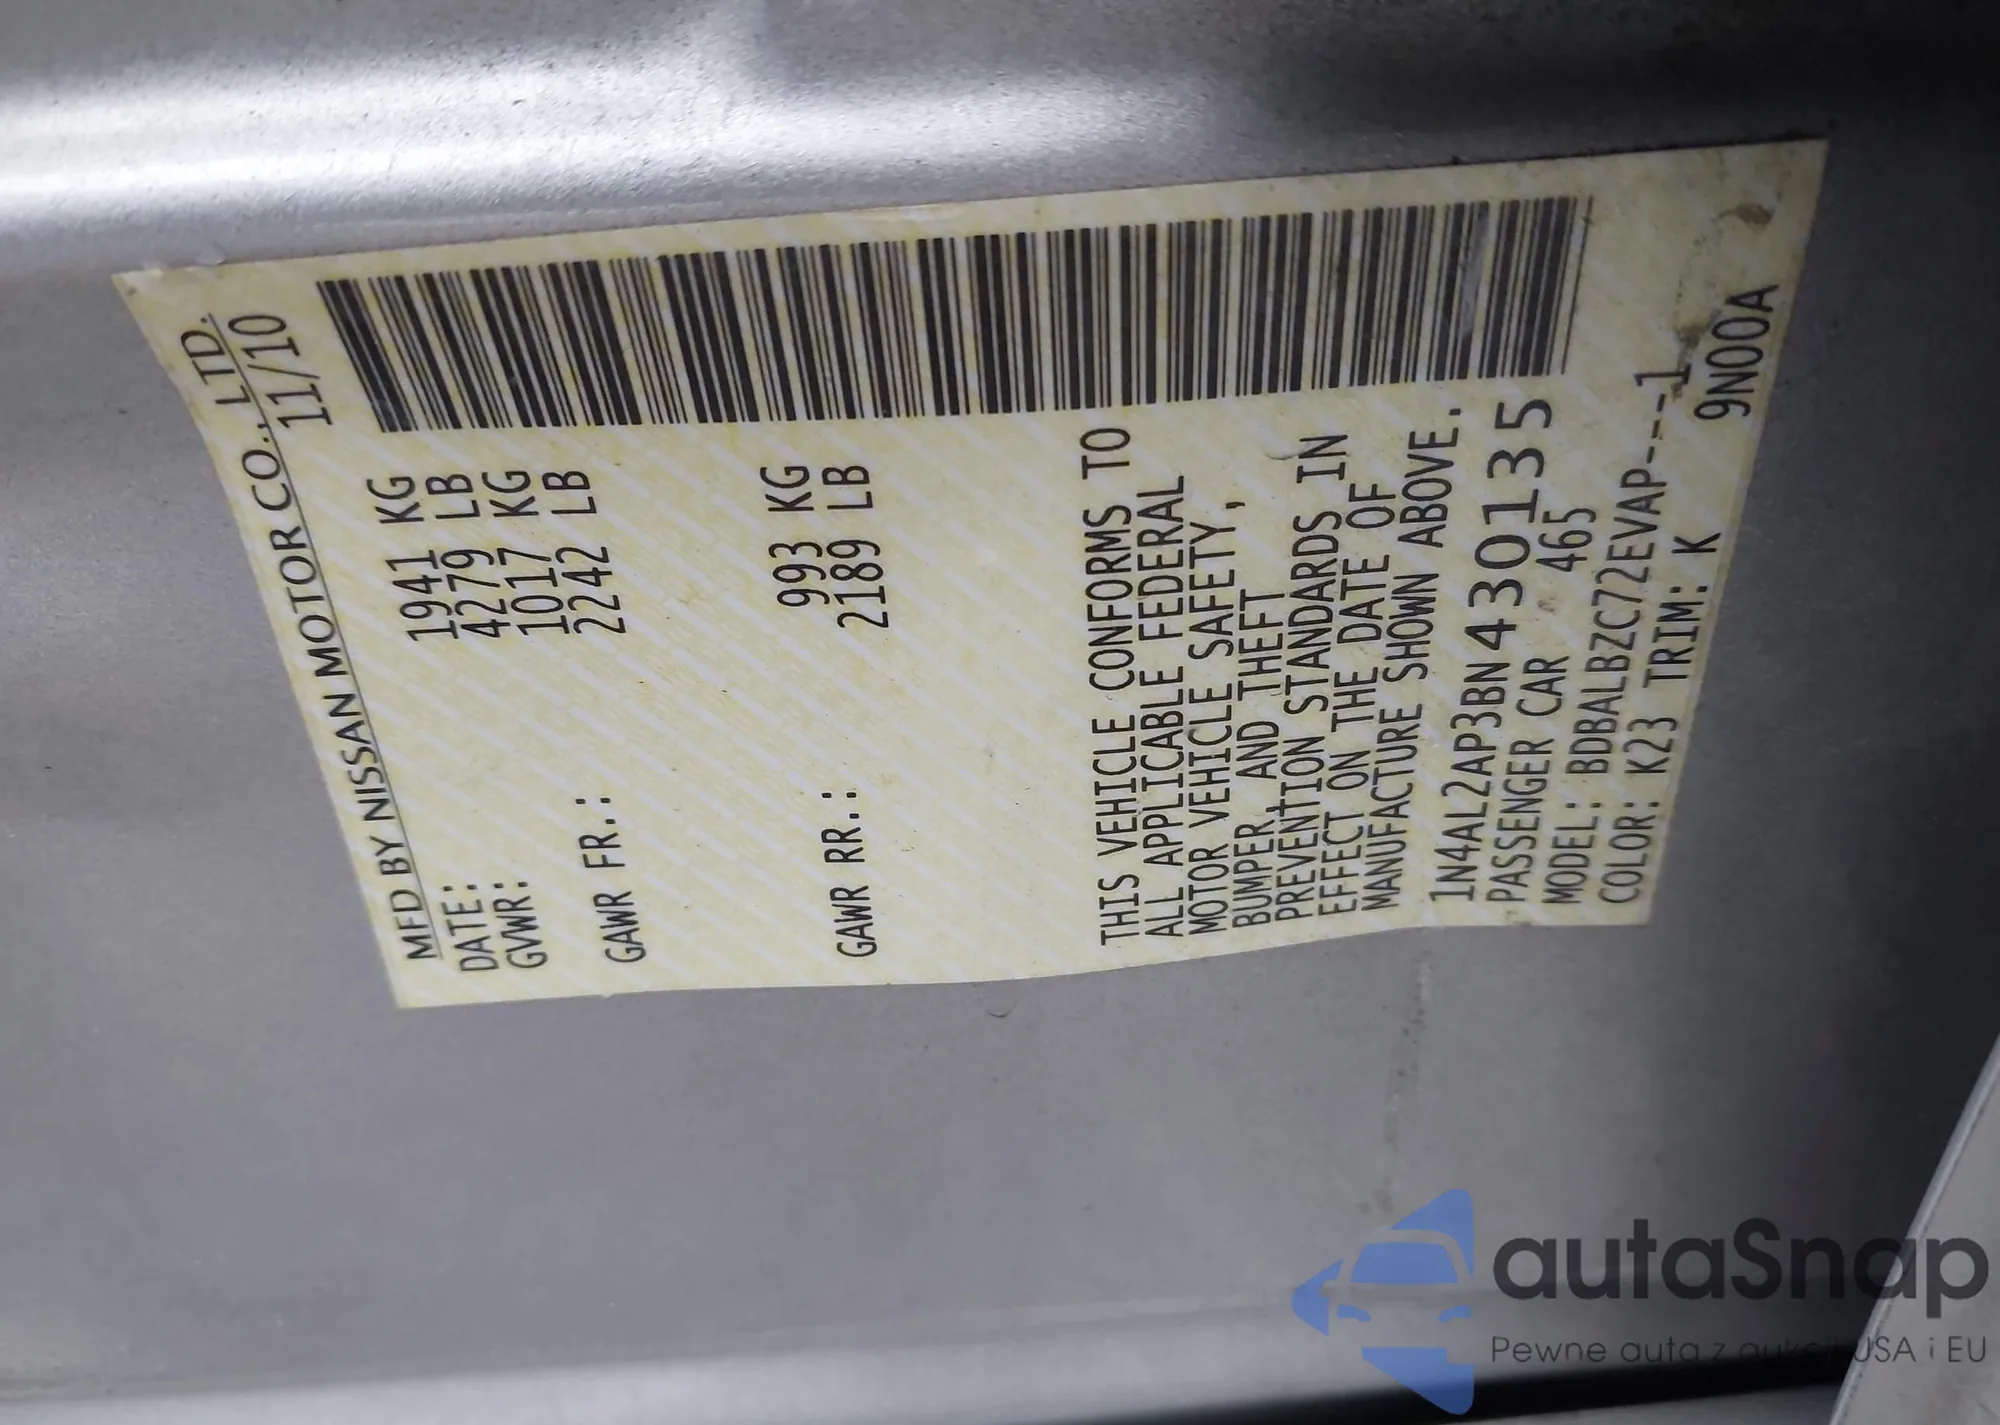 MFD BY NISSAN MOTOR CO., LTD.
DATE: 11/10
GVWR: 1941 KG
4279 LB
GAWR FR.: 1017 KG
2242 LB
GAWR RR.: 993 KG
2189 LB
THIS VEHICLE CONFORMS TO
ALL APPLICABLE FEDERAL
MOTOR VEHICLE SAFETY,
BUMPER, AND THEFT
PREVENTION STANDARDS IN
EFFECT ON THE DATE OF
MANUFACTURE SHOWN ABOVE.
1N4AL2AP3BN430135
PASSENGER CAR 465
MODEL: BDBALBZC72EVAP----1
COLOR: K23 TRIM: K
9N00A
autaSnap
Pewne auta z aukcji USA i EU